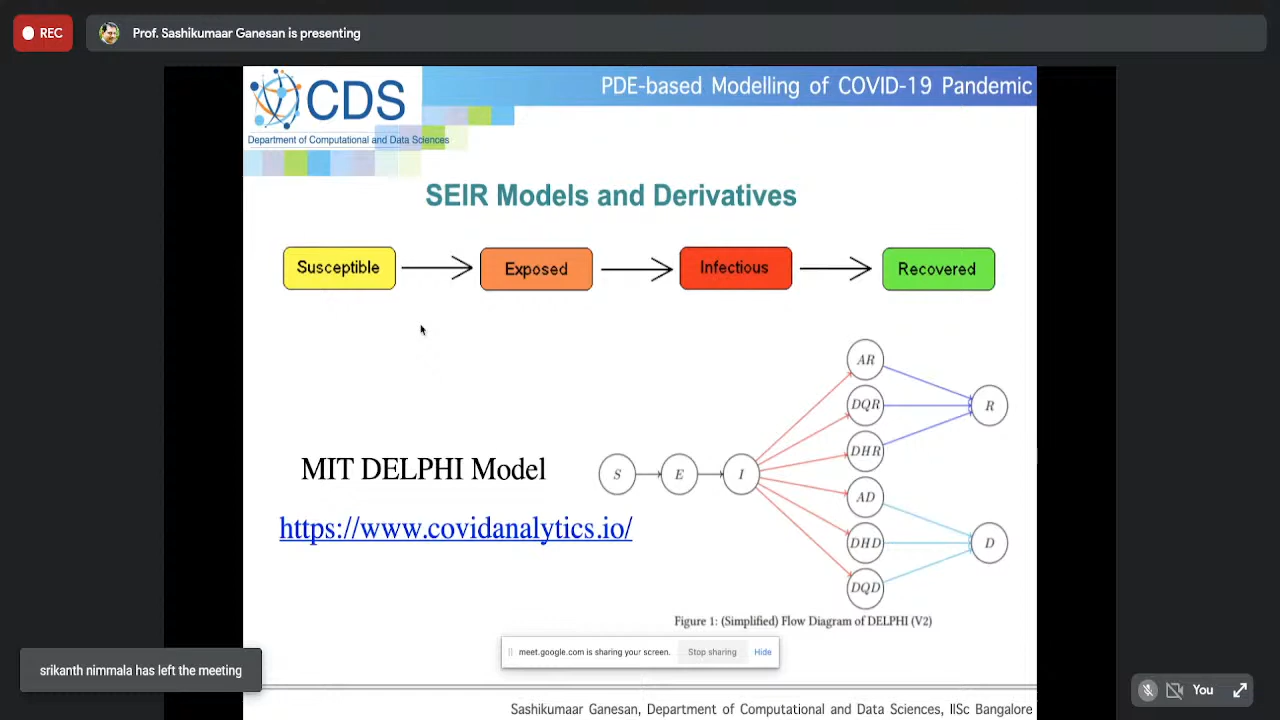 REC
Prof. Sashikumaar Ganesan is presenting
CDS
Department of Computational and Data Sciences
PDE-based Modelling of COVID-19 Pandemic
SEIR Models and Derivatives
Susceptible
Exposed
Infectious
Recovered
MIT DELPHI Model
https://www.covidanalytics.io/
S
E
I
AR
DQR
DHR
AD
DHD
DQD
R
D
Figure 1: (Simplified) Flow Diagram of DELPHI (V2)
meet.google.com is sharing your screen.
Stop sharing
Hide
srikanth nimmala has left the meeting
You
Sashikumaar Ganesan, Department of Computational and Data Sciences, IISc Bangalore